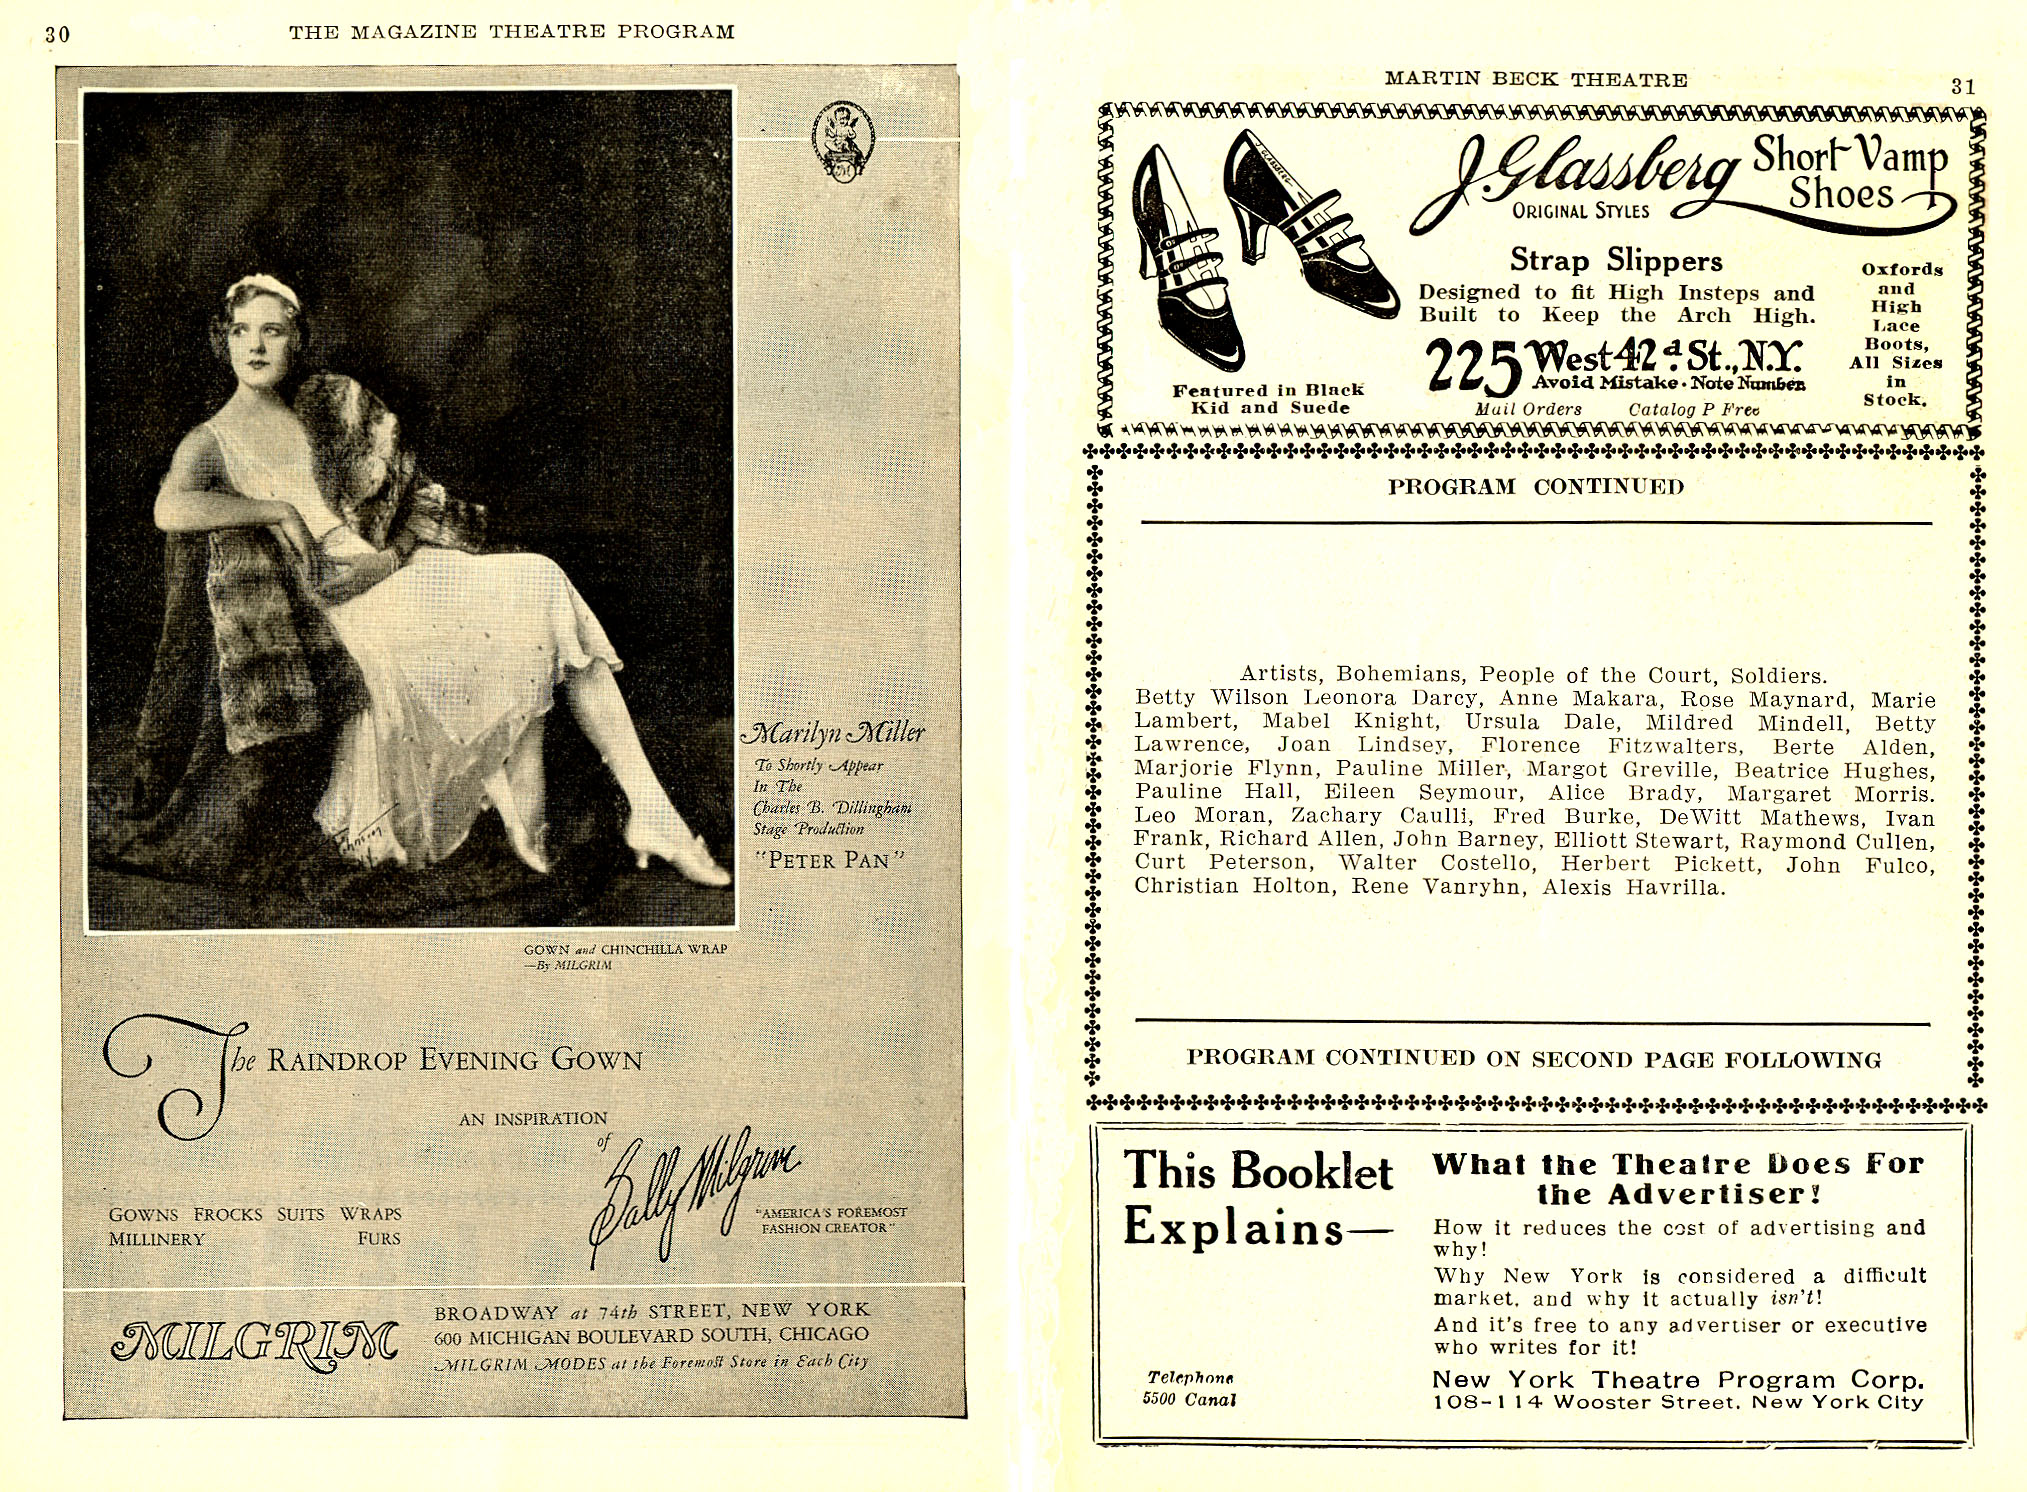 30
THE MAGAZINE THEATRE PROGRAM
M
Marilyn Miller
To Shortly Appear
In The
Charles B. Dillingham
Stage Production
"PETER PAN"
GOWN and CHINCHILLA WRAP
—By MILGRIM
The RAINDROP EVENING GOWN
AN INSPIRATION
of
Sally Milgrim
"AMERICA'S FOREMOST
FASHION CREATOR"
GOWNS FROCKS SUITS WRAPS
MILLINERY FURS
MILGRIM
BROADWAY at 74th STREET, NEW YORK
600 MICHIGAN BOULEVARD SOUTH, CHICAGO
MILGRIM MODES at the Foremost Store in Each City
MARTIN BECK THEATRE
31
J. GLASSBERG
J. Glassberg Short Vamp
Shoes
ORIGINAL STYLES
Strap Slippers
Designed to fit High Insteps and
Built to Keep the Arch High.
225 West 42d. St., N.Y.
Avoid Mistake · Note Number
Mail Orders Catalog P Free
Featured in Black
Kid and Suede
Oxfords
and
High
Lace
Boots,
All Sizes
in
Stock.
PROGRAM CONTINUED
Artists, Bohemians, People of the Court, Soldiers.
Betty Wilson Leonora Darcy, Anne Makara, Rose Maynard, Marie
Lambert, Mabel Knight, Ursula Dale, Mildred Mindell, Betty
Lawrence, Joan Lindsey, Florence Fitzwalters, Berte Alden,
Marjorie Flynn, Pauline Miller, Margot Greville, Beatrice Hughes,
Pauline Hall, Eileen Seymour, Alice Brady, Margaret Morris.
Leo Moran, Zachary Caulli, Fred Burke, DeWitt Mathews, Ivan
Frank, Richard Allen, John Barney, Elliott Stewart, Raymond Cullen,
Curt Peterson, Walter Costello, Herbert Pickett, John Fulco,
Christian Holton, Rene Vanryhn, Alexis Havrilla.
PROGRAM CONTINUED ON SECOND PAGE FOLLOWING
This Booklet
Explains—
Telephone
5500 Canal
What the Theatre Does For
the Advertiser!
How it reduces the cost of advertising and
why!
Why New York is considered a difficult
market, and why it actually isn't!
And it's free to any advertiser or executive
who writes for it!
New York Theatre Program Corp.
108-114 Wooster Street, New York City